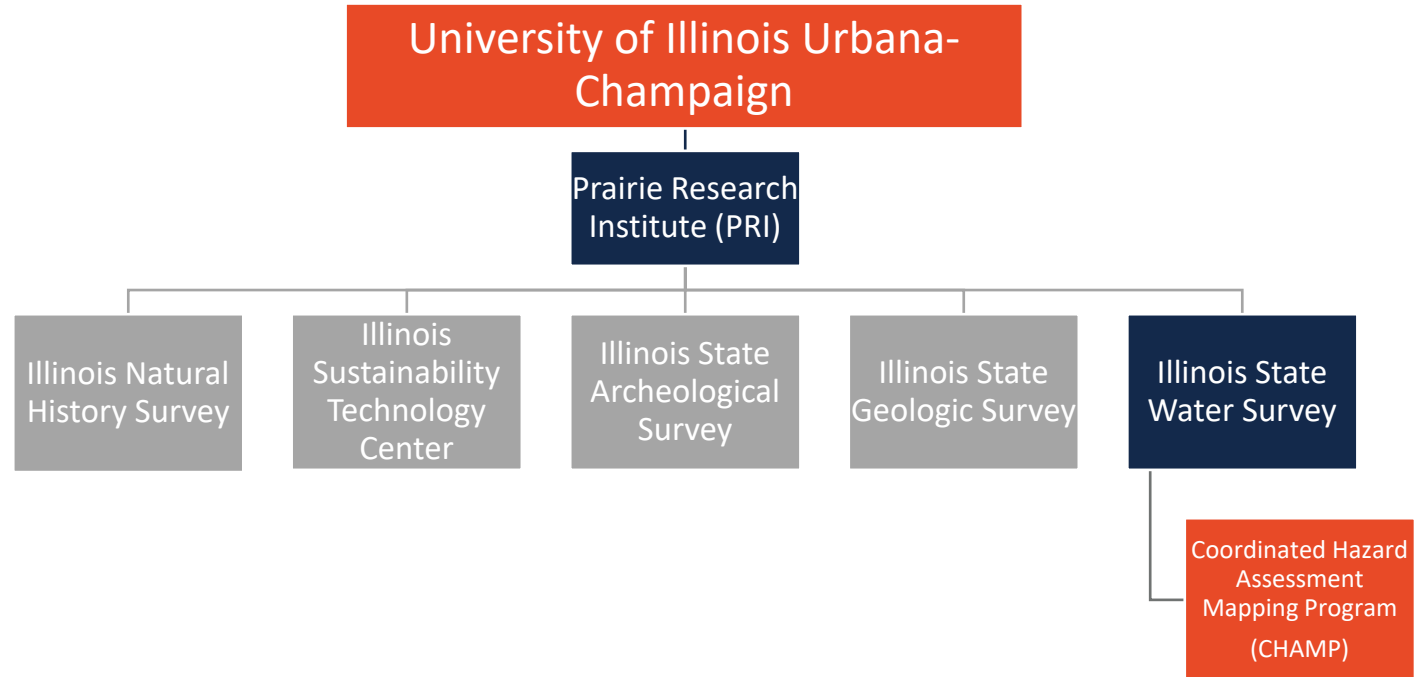 University of Illinois Urbana-
Champaign
Prairie Research
Institute (PRI)
Illinois Natural
History Survey
Illinois
Sustainability
Technology
Center
Illinois State
Archeological
Survey
Illinois State
Geologic Survey
Illinois State
Water Survey
Coordinated Hazard
Assessment
Mapping Program
(CHAMP)